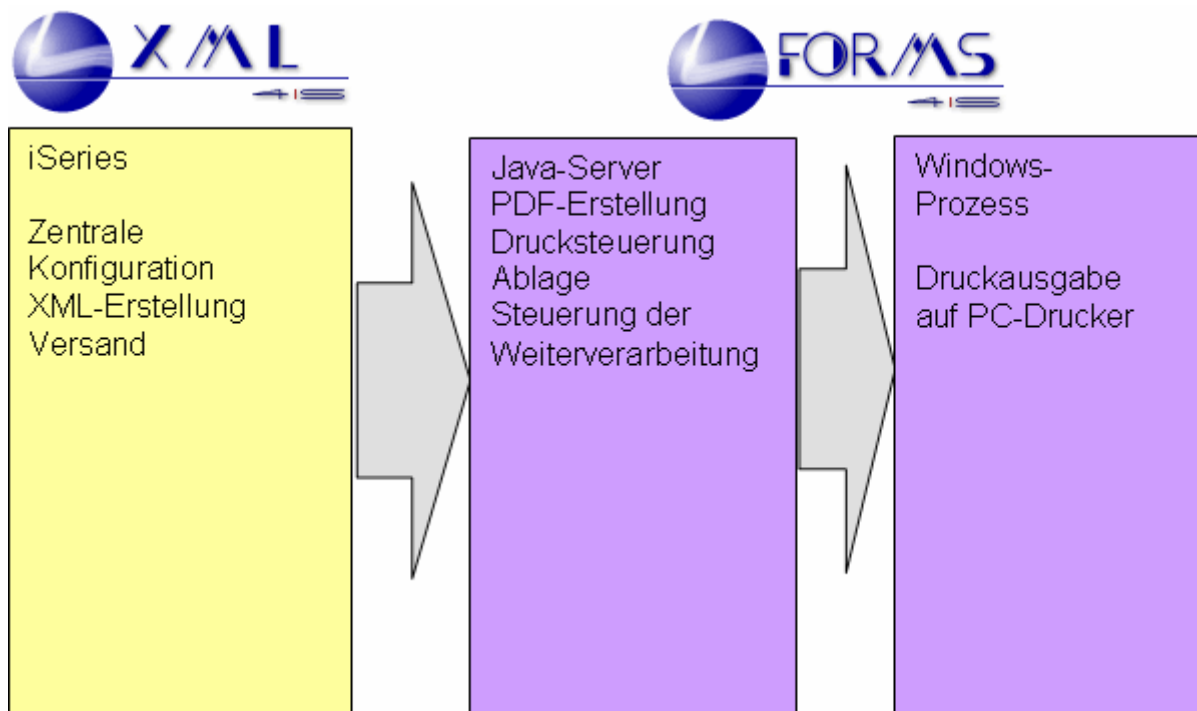 XML
4iS
FORMS
4iS
iSeries
Zentrale
Konfiguration
XML-Erstellung
Versand
Java-Server
PDF-Erstellung
Drucksteuerung
Ablage
Steuerung der
Weiterverarbeitung
Windows-
Prozess
Druckausgabe
auf PC-Drucker